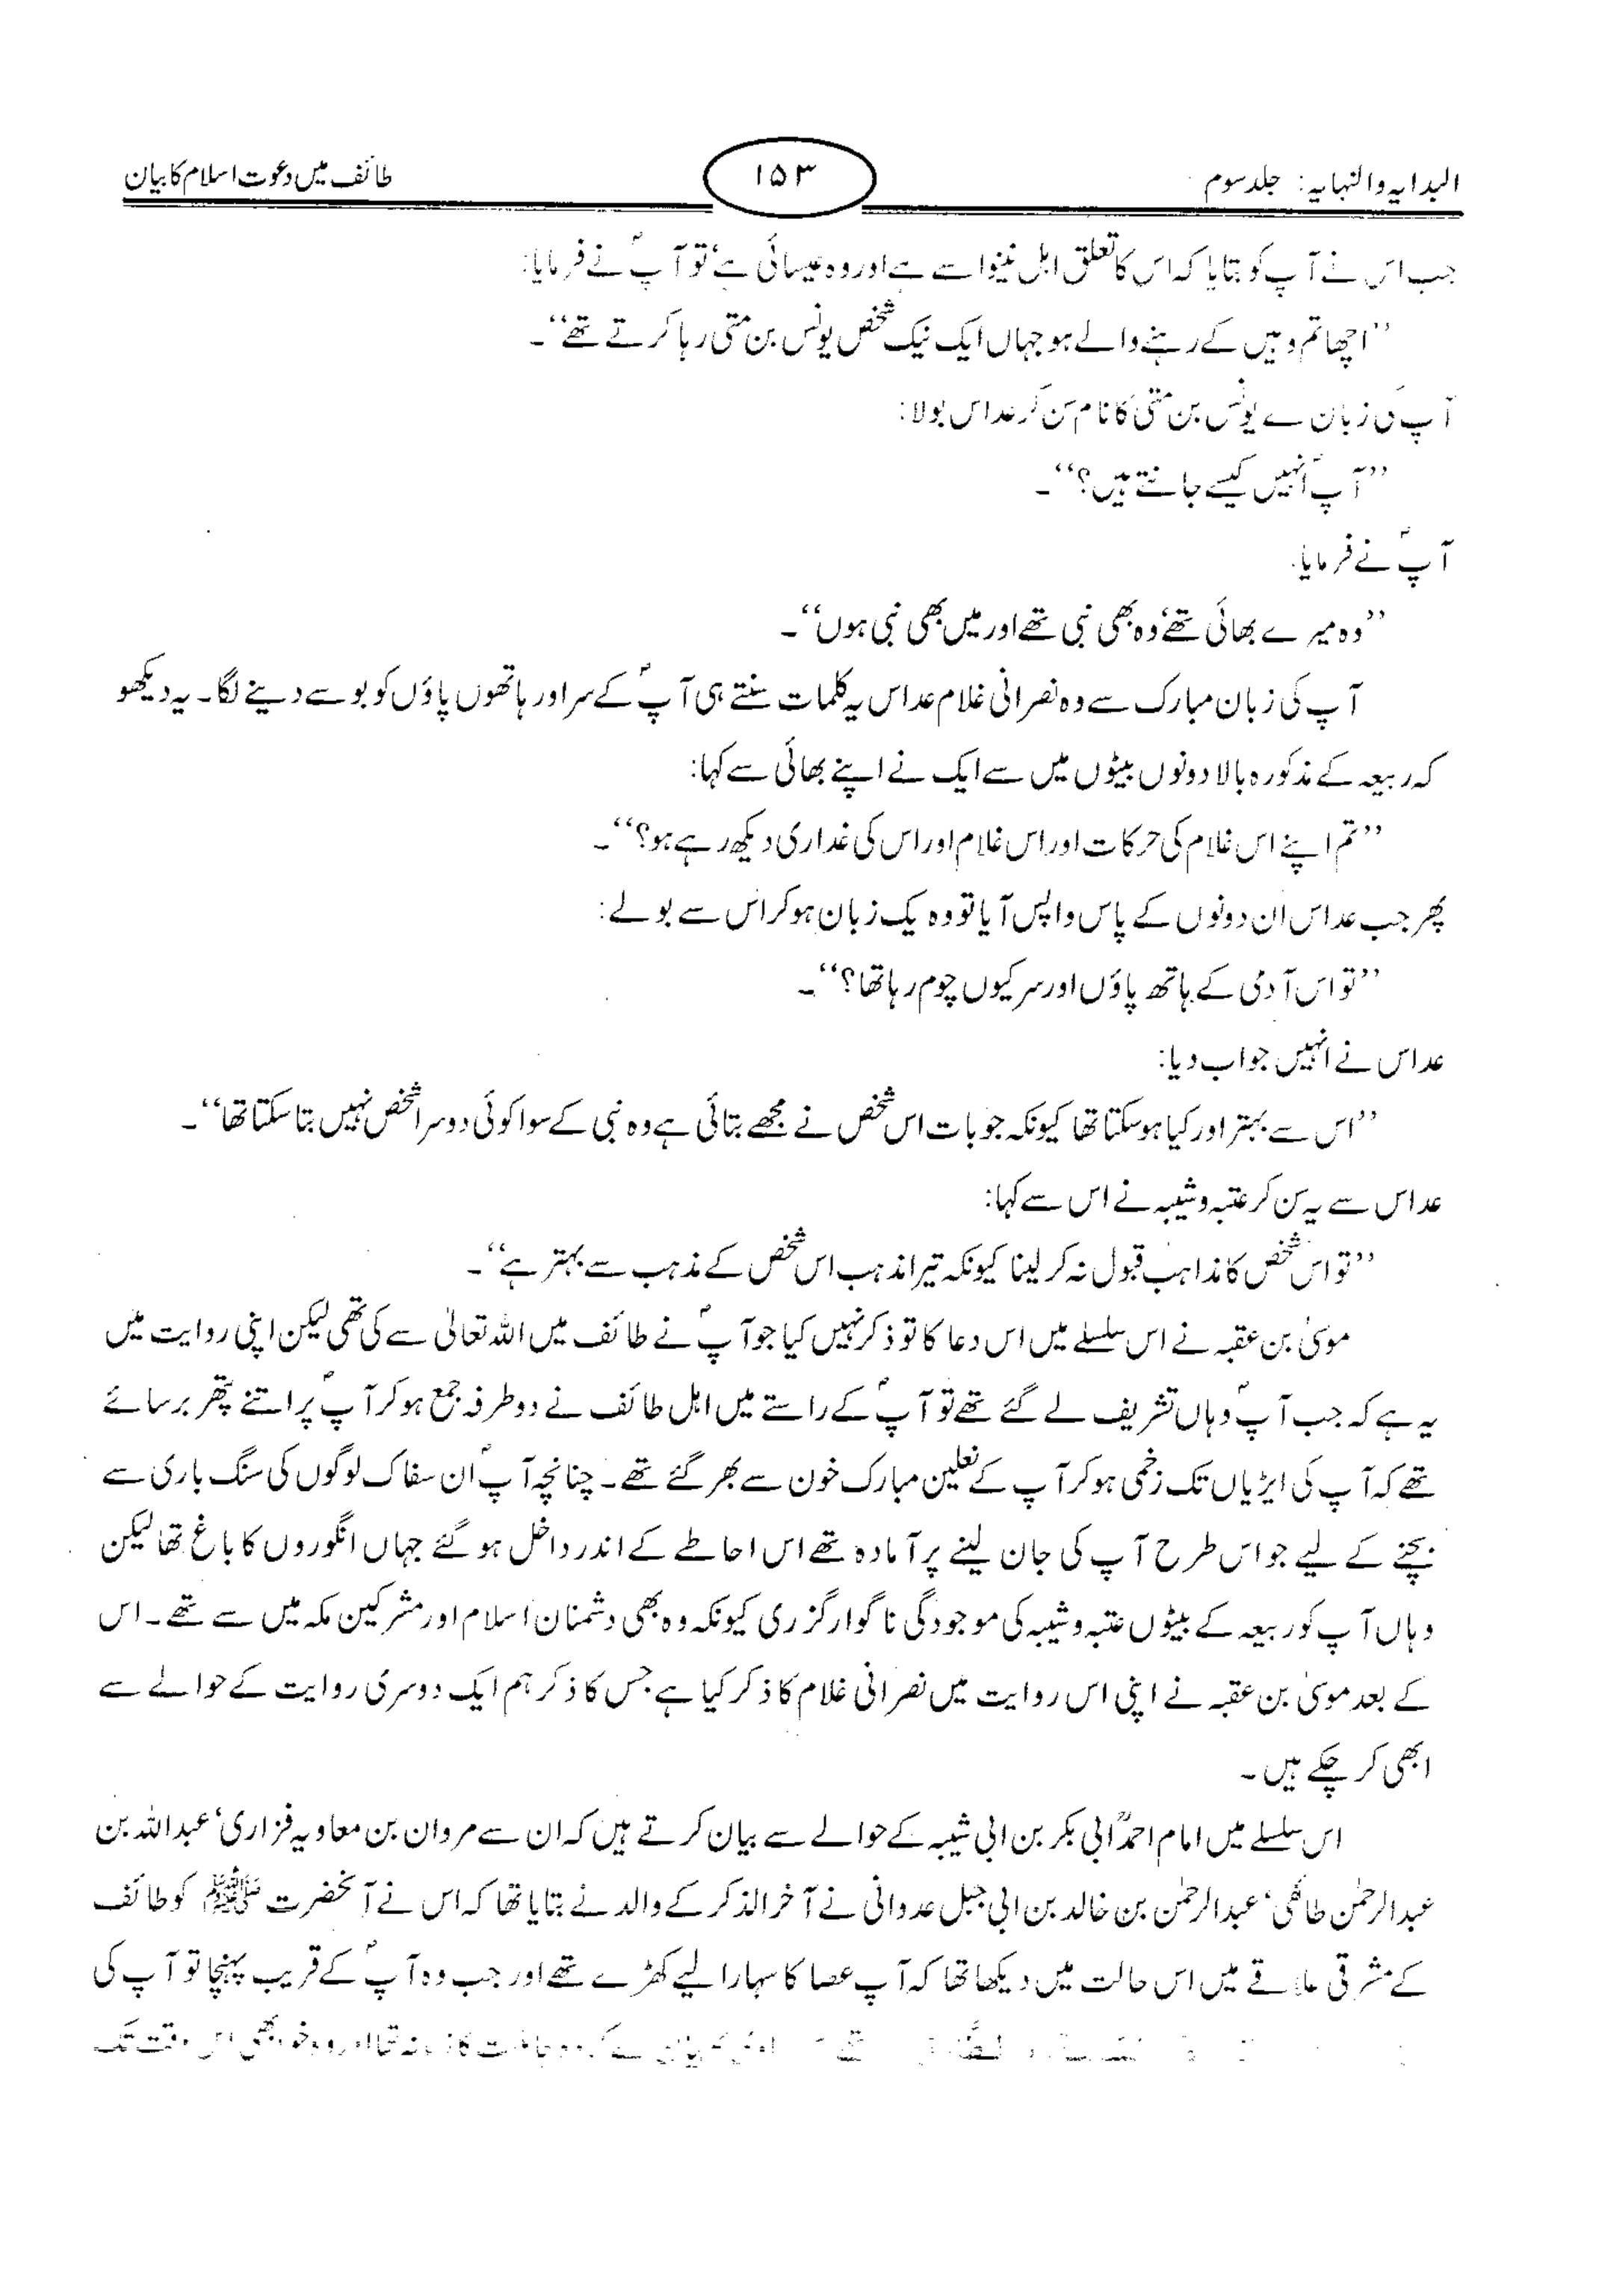 البدایہ والنہایہ: جلد سوم
۱۵۳
طائف میں دعوت اسلام کا بیان
جب اس نے آپ کو بتایا کہ اس کا تعلق اہل نینوا سے ہے اور وہ عیسائی ہے' تو آپؐ نے فرمایا:
''اچھا تم وہیں کے رہنے والے ہو جہاں ایک نیک شخص یونس بن متی رہا کرتے تھے''۔
آپ کی زبان سے یونس بن متی کا نام سن کر عداس بولا:
''آپ انہیں کیسے جانتے ہیں؟''۔
آپؐ نے فرمایا
''وہ میرے بھائی تھے' وہ بھی نبی تھے اور میں بھی نبی ہوں''۔
آپ کی زبان مبارک سے وہ نصرانی غلام عداس یہ کلمات سنتے ہی آپؐ کے سر اور ہاتھوں پاؤں کو بوسے دینے لگا۔ یہ دیکھو
کہ ربیعہ کے مذکورہ بالا دونوں بیٹوں میں سے ایک نے اپنے بھائی سے کہا:
''تم اپنے اس غلام کی حرکات اور اس غلام اور اس کی غداری دیکھ رہے ہو؟''۔
پھر جب عداس ان دونوں کے پاس واپس آیا تو وہ یک زبان ہو کر اس سے بولے:
''تو اس آدمی کے ہاتھ پاؤں اور سر کیوں چوم رہا تھا؟''۔
عداس نے انہیں جواب دیا:
''اس سے بہتر اور کیا ہو سکتا تھا کیونکہ جو بات اس شخص نے مجھے بتائی ہے وہ نبی کے سوا کوئی دوسرا شخص نہیں بتا سکتا تھا''۔
عداس سے یہ سن کر عتبہ و شیبہ نے اس سے کہا:
''تو اس شخص کا مذاہب قبول نہ کر لینا کیونکہ تیرا مذہب اس شخص کے مذہب سے بہتر ہے''۔
موسیٰ بن عقبہ نے اس سلسلے میں اس دعا کا تو ذکر نہیں کیا جو آپؐ نے طائف میں اللہ تعالیٰ سے کی تھی لیکن اپنی روایت میں
یہ ہے کہ جب آپؐ وہاں تشریف لے گئے تھے تو آپؐ کے راستے میں اہل طائف نے دو طرفہ جمع ہو کر آپؐ پر اتنے پتھر برسائے
تھے کہ آپ کی ایڑیاں تک زخمی ہو کر آپ کے نعلین مبارک خون سے بھر گئے تھے۔ چنانچہ آپؐ ان سفاک لوگوں کی سنگ باری سے
بچنے کے لیے جو اس طرح آپ کی جان لینے پر آمادہ تھے اس احاطے کے اندر داخل ہو گئے جہاں انگوروں کا باغ تھا لیکن
وہاں آپ کو ربیعہ کے بیٹوں عتبہ و شیبہ کی موجودگی ناگوار گزری کیونکہ وہ بھی دشمنان اسلام اور مشرکین مکہ میں سے تھے۔ اس
کے بعد موسیٰ بن عقبہ نے اپنی اس روایت میں نصرانی غلام کا ذکر کیا ہے جس کا ذکر ہم ایک دوسری روایت کے حوالے سے
ابھی کر چکے ہیں۔
اس سلسلے میں امام احمدؒ ابی بکر بن ابی شیبہ کے حوالے سے بیان کرتے ہیں کہ ان سے مروان بن معاویہ فزاری' عبداللہ بن
عبدالرحمٰن طائفی' عبدالرحمٰن بن خالد بن ابی جبل عدوانی نے آخر الذکر کے والد نے بتایا تھا کہ اس نے آنحضرت ﷺ کو طائف
کے مشرقی علاقے میں اس حالت میں دیکھا تھا کہ آپ عصا کا سہارا لیے کھڑے تھے اور جب وہ آپؐ کے قریب پہنچا تو آپ کی